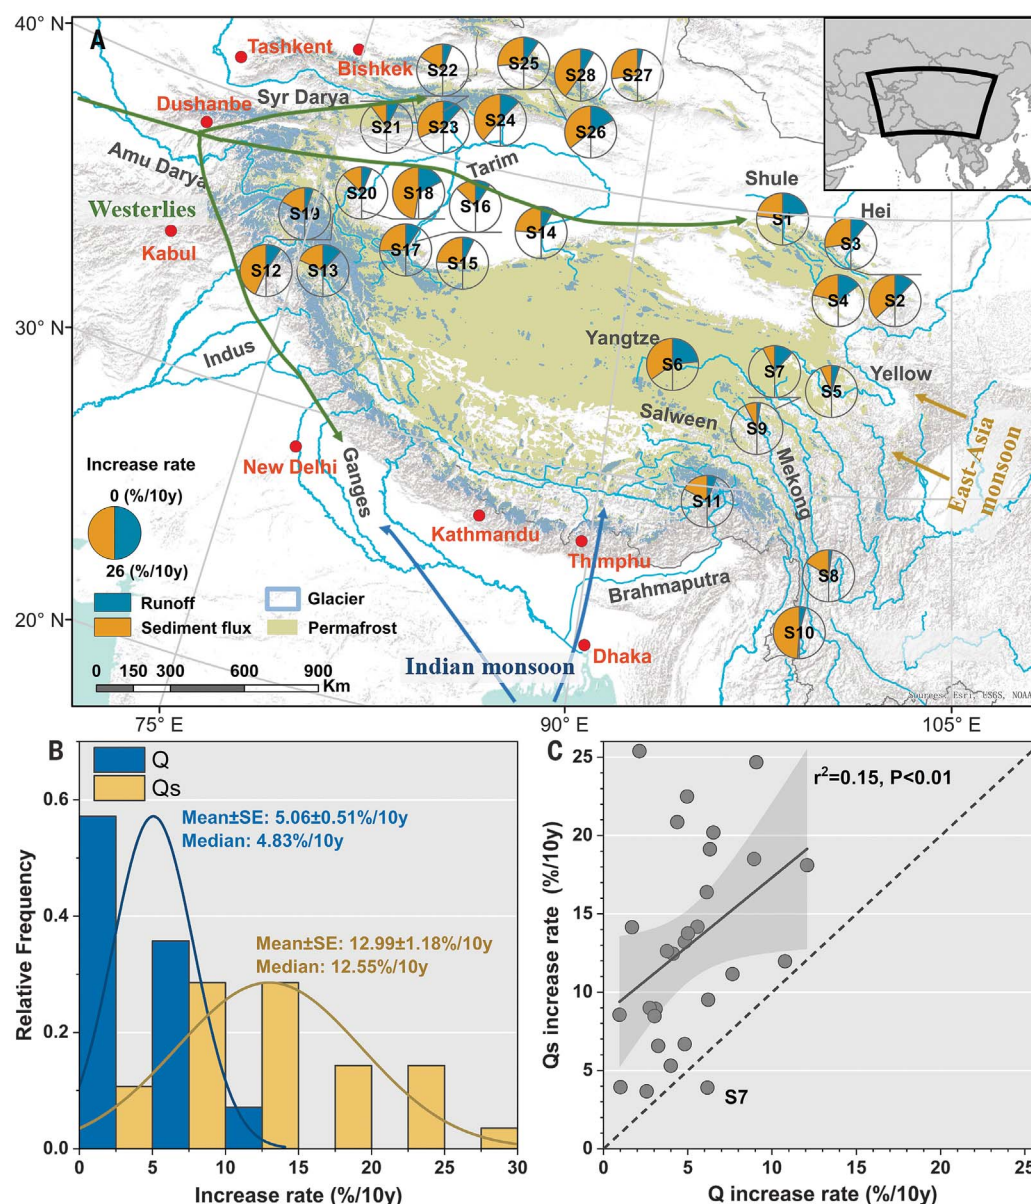 40° N
30° N
20° N
A
Tashkent
Bishkek
Dushanbe
Syr Darya
Amu Darya
Westerlies
Kabul
Tarim
Shule
Hei
S22
S25
S28
S27
S21
S23
S24
S26
S20
S18
S16
S19
S17
S14
S1
S3
S12
S13
S15
S4
S2
Indus
Yangtze
S6
S7
S5
Yellow
Salween
S9
New Delhi
Ganges
Mekong
East-Asia
monsoon
Increase rate
0 (%/10y)
26 (%/10y)
Kathmandu
S11
Thimphu
Brahmaputra
S8
S10
Runoff
Sediment flux
Glacier
Permafrost
Dhaka
Indian monsoon
0 150 300 600 900
Km
Sources: Esri, USGS, NOAA
75° E
90° E
105° E
B
Q
Qs
Mean±SE: 5.06±0.51%/10y
Median: 4.83%/10y
Mean±SE: 12.99±1.18%/10y
Median: 12.55%/10y
Relative Frequency
0.6
0.4
0.2
0.0
0 5 10 15 20 25 30
Increase rate (%/10y)
C
r²=0.15, P<0.01
Qs increase rate (%/10y)
25
20
15
10
5
0
S7
0 5 10 15 20 25
Q increase rate (%/10y)